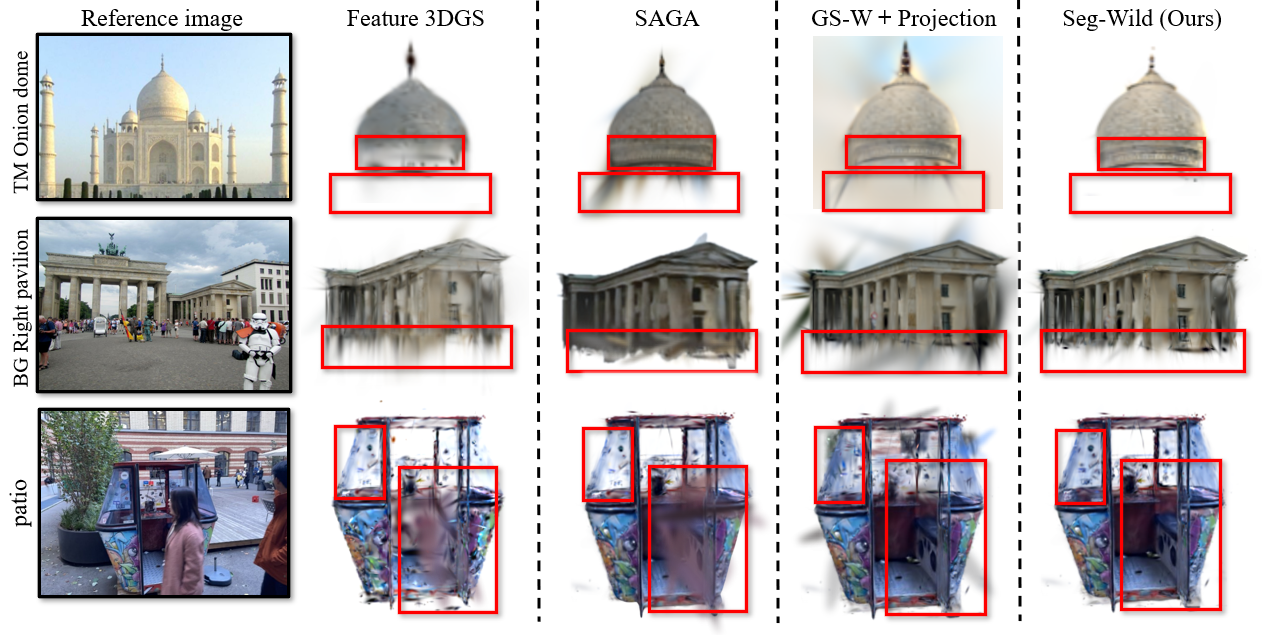 Reference image
Feature 3DGS
SAGA
GS-W + Projection
Seg-Wild (Ours)
TM Onion dome
BG Right pavilion
patio